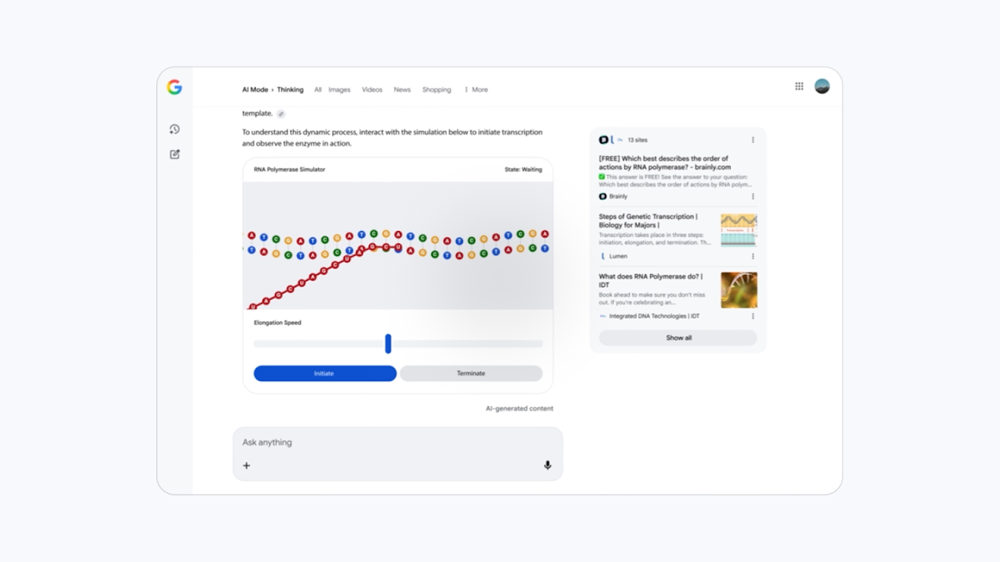 AI Mode › Thinking All Images Videos News Shopping More
template.
To understand this dynamic process, interact with the simulation below to initiate transcription
and observe the enzyme in action.
RNA Polymerase Simulator State: Waiting
A T C G A T C G A T C G A T C G A T C G A T C G A
T A G C T A G C T A G C U A G C T A G C T A G C T
U A G C U A G C U
Elongation Speed
Initiate Terminate
AI-generated content
Ask anything
13 sites
[FREE] Which best describes the order of
actions by RNA polymerase? - brainly.com
✅ This answer is FREE! See the answer to your question:
Which best describes the order of actions by RNA polym...
Brainly
Steps of Genetic Transcription |
Biology for Majors |
Transcription takes place in three steps:
initiation, elongation, and termination. Th...
Transcription
Lumen
What does RNA Polymerase do? |
IDT
Book ahead to make sure you don't miss
out. If you're celebrating an...
Integrated DNA Technologies | IDT
Show all